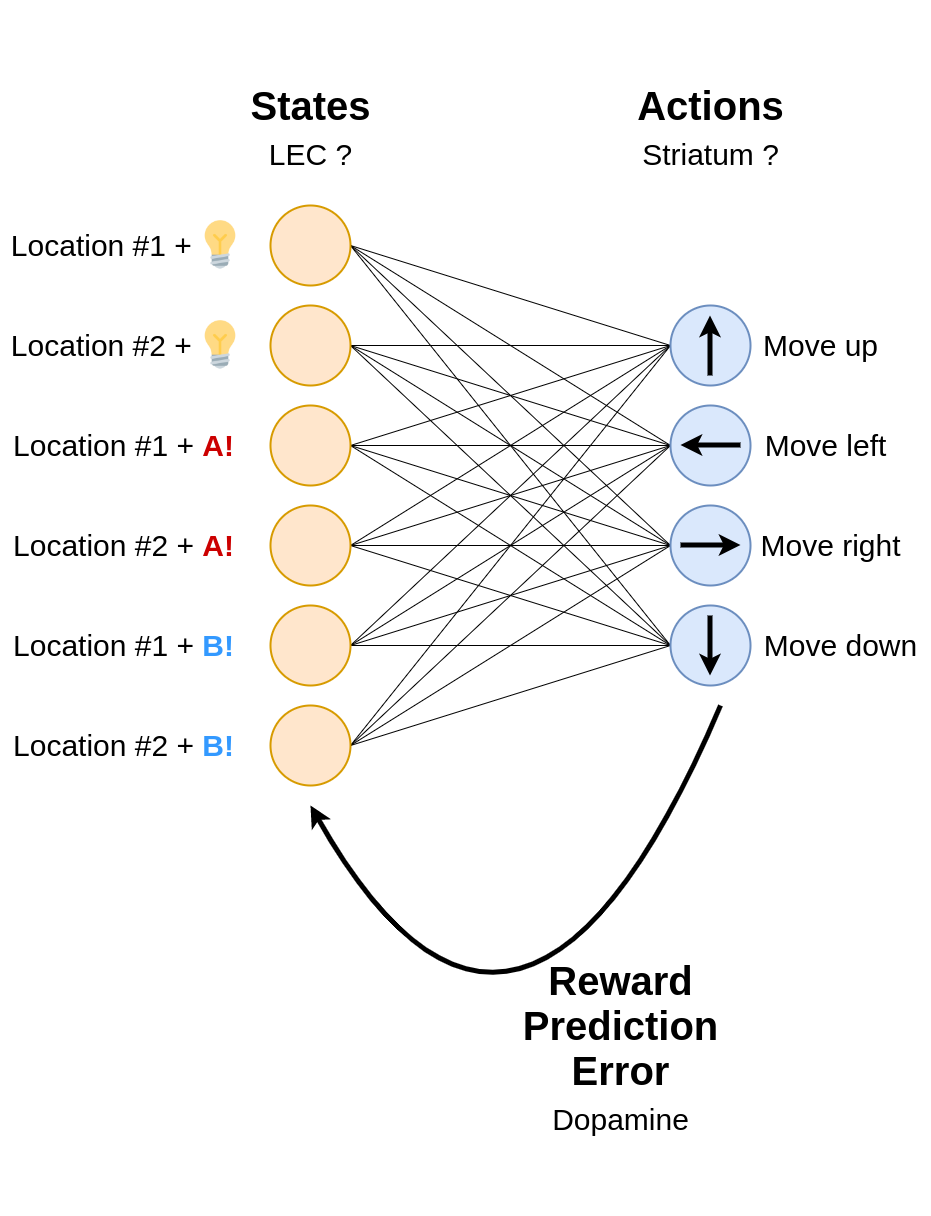 States
Actions
LEC ?
Striatum ?
Location #1 +
Location #2 +
Move up
Location #1 + A!
Move left
Location #2 + A!
Move right
Location #1 + B!
Move down
Location #2 + B!
Reward
Prediction
Error
Dopamine